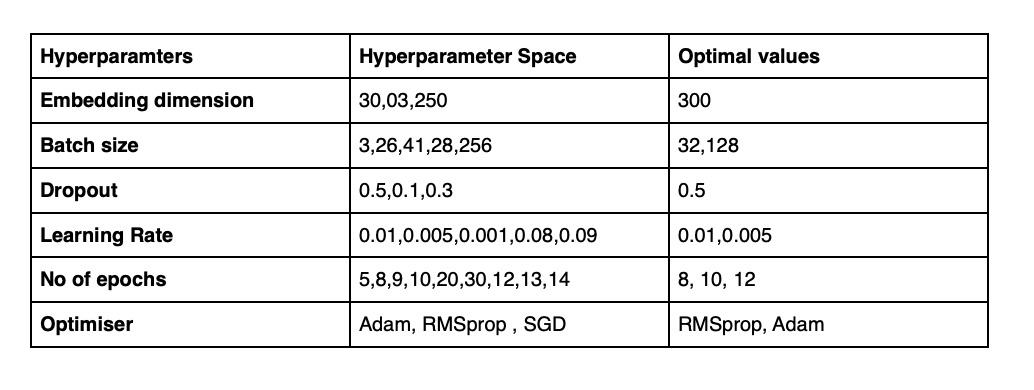 Hyperparamters Hyperparameter Space Optimal values
Embedding dimension 30,03,250 300
Batch size 3,26,41,28,256 32,128
Dropout 0.5,0.1,0.3 0.5
Learning Rate 0.01,0.005,0.001,0.08,0.09 0.01,0.005
No of epochs 5,8,9,10,20,30,12,13,14 8, 10, 12
Optimiser Adam, RMSprop , SGD RMSprop, Adam